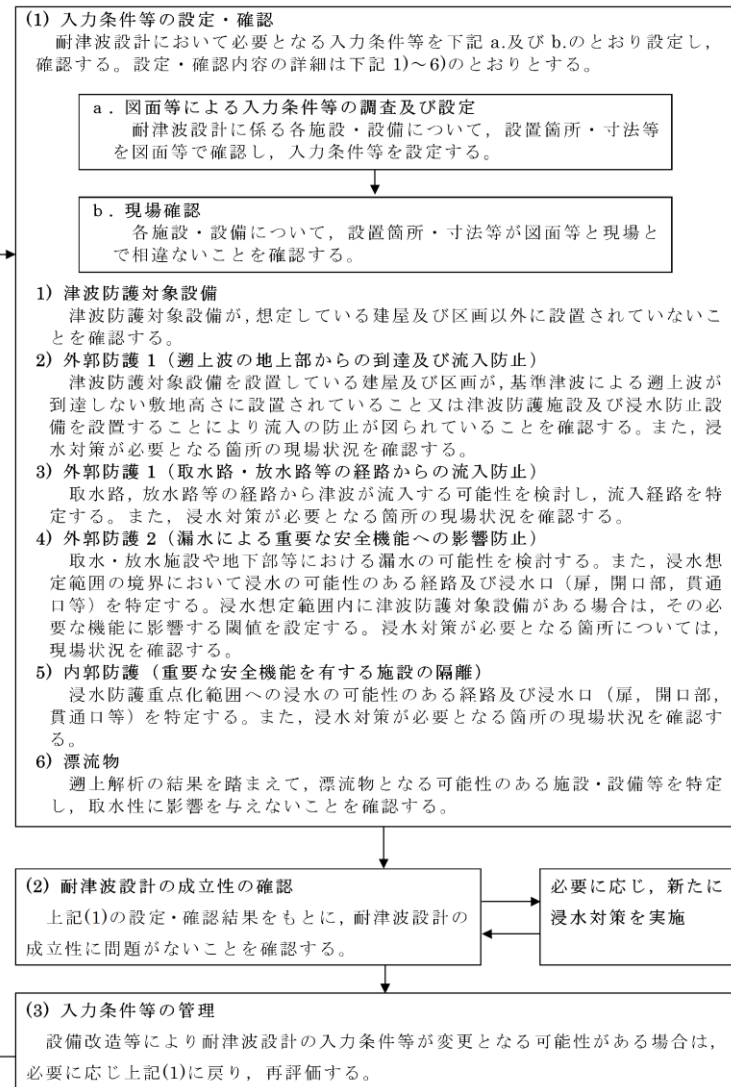 (1) 入力条件等の設定・確認
耐津波設計において必要となる入力条件等を下記 a.及び b.のとおり設定し，
確認する。設定・確認内容の詳細は下記 1)～6)のとおりとする。
a．図面等による入力条件等の調査及び設定
耐津波設計に係る各施設・設備について，設置箇所・寸法等
を図面等で確認し，入力条件等を設定する。
b．現場確認
各施設・設備について，設置箇所・寸法等が図面等と現場と
で相違ないことを確認する。
1) 津波防護対象設備
津波防護対象設備が，想定している建屋及び区画以外に設置されていないこ
とを確認する。
2) 外郭防護 1（遡上波の地上部からの到達及び流入防止）
津波防護対象設備を設置している建屋及び区画が，基準津波による遡上波が
到達しない敷地高さに設置されていること又は津波防護施設及び浸水防止設
備を設置することにより流入の防止が図られていることを確認する。また，浸
水対策が必要となる箇所の現場状況を確認する。
3) 外郭防護 1（取水路・放水路等の経路からの流入防止）
取水路，放水路等の経路から津波が流入する可能性を検討し，流入経路を特
定する。また，浸水対策が必要となる箇所の現場状況を確認する。
4) 外郭防護 2（漏水による重要な安全機能への影響防止）
取水・放水施設や地下部等における漏水の可能性を検討する。また，浸水想
定範囲の境界において浸水の可能性のある経路及び浸水口（扉，開口部，貫通
口等）を特定する。浸水想定範囲内に津波防護対象設備がある場合は，その必
要な機能に影響する閾値を設定する。浸水対策が必要となる箇所については，
現場状況を確認する。
5) 内郭防護（重要な安全機能を有する施設の隔離）
浸水防護重点化範囲への浸水の可能性のある経路及び浸水口（扉，開口部，
貫通口等）を特定する。また，浸水対策が必要となる箇所の現場状況を確認す
る。
6) 漂流物
遡上解析の結果を踏まえて，漂流物となる可能性のある施設・設備等を特定
し，取水性に影響を与えないことを確認する。
(2) 耐津波設計の成立性の確認
上記(1)の設定・確認結果をもとに，耐津波設計の
成立性に問題がないことを確認する。
必要に応じ，新たに
浸水対策を実施
(3) 入力条件等の管理
設備改造等により耐津波設計の入力条件等が変更となる可能性がある場合は，
必要に応じ上記(1)に戻り，再評価する。